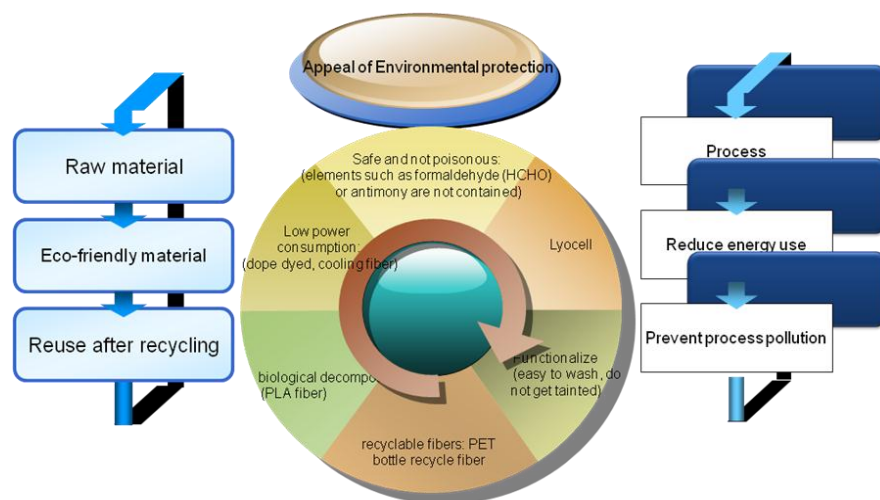 Appeal of Environmental protection
Raw material
Eco-friendly material
Reuse after recycling
Safe and not poisonous:
(elements such as formaldehyde (HCHO)
or antimony are not contained)
Low power
consumption:
(dope dyed, cooling fiber)
Lyocell
biological
(PLA fiber)
Functionalize
(easy to wash, do
not get tainted)
recyclable fibers: PET
bottle recycle fiber
Process
Reduce energy use
Prevent process pollution